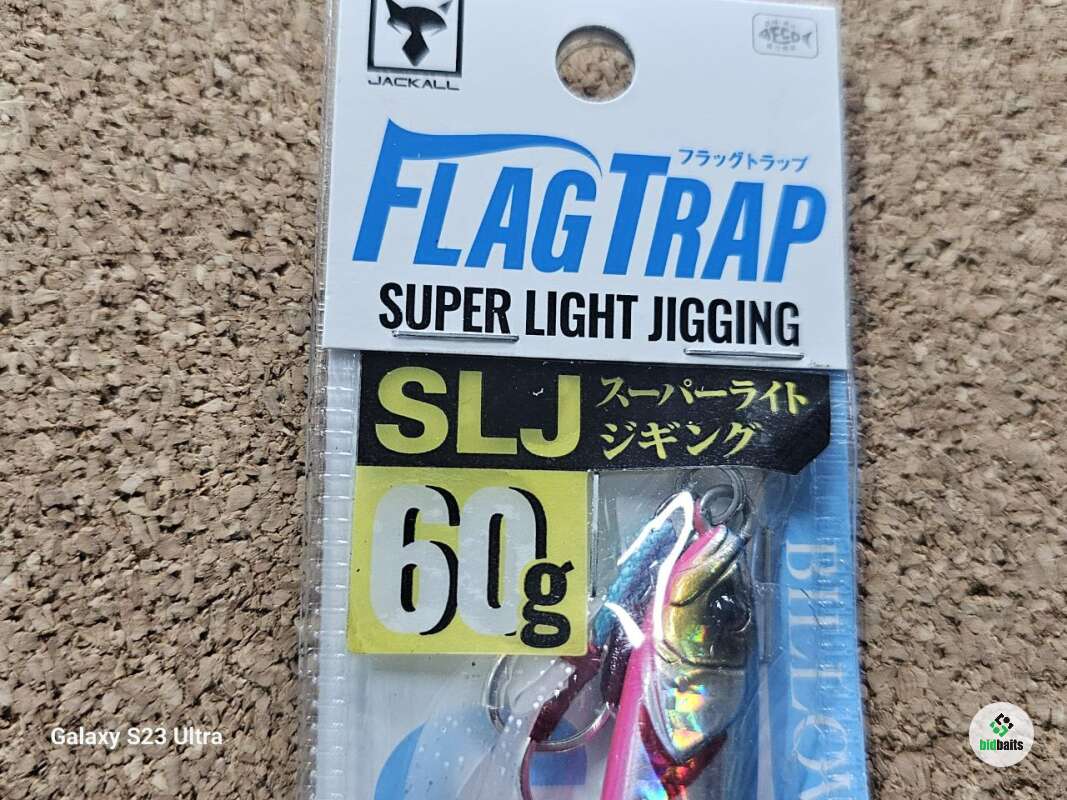 JACKALL
FECO
フラッグトラップ
FLAGTRAP
SUPER LIGHT JIGGING
SLJ
スーパーライト
ジギング
60g
Galaxy S23 Ultra
bidbaits